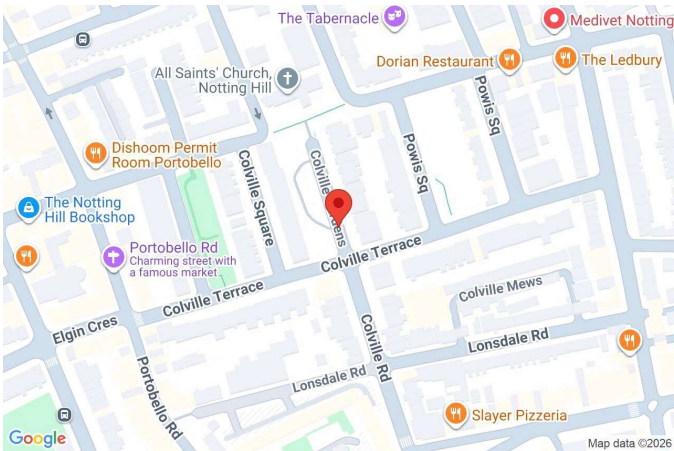 The Tabernacle
Medivet Notting
Dorian Restaurant
The Ledbury
All Saints' Church,
Notting Hill
Powis Sq
Dishoom Permit
Room Portobello
Colville Square
Colville Gardens
Powis Sq
The Notting
Hill Bookshop
Portobello Rd
Charming street with
a famous market...
Colville Terrace
Colville Terrace
Colville Mews
Elgin Cres
Colville Rd
Lonsdale Rd
Portobello Rd
Lonsdale Rd
Slayer Pizzeria
Google
Map data ©2026